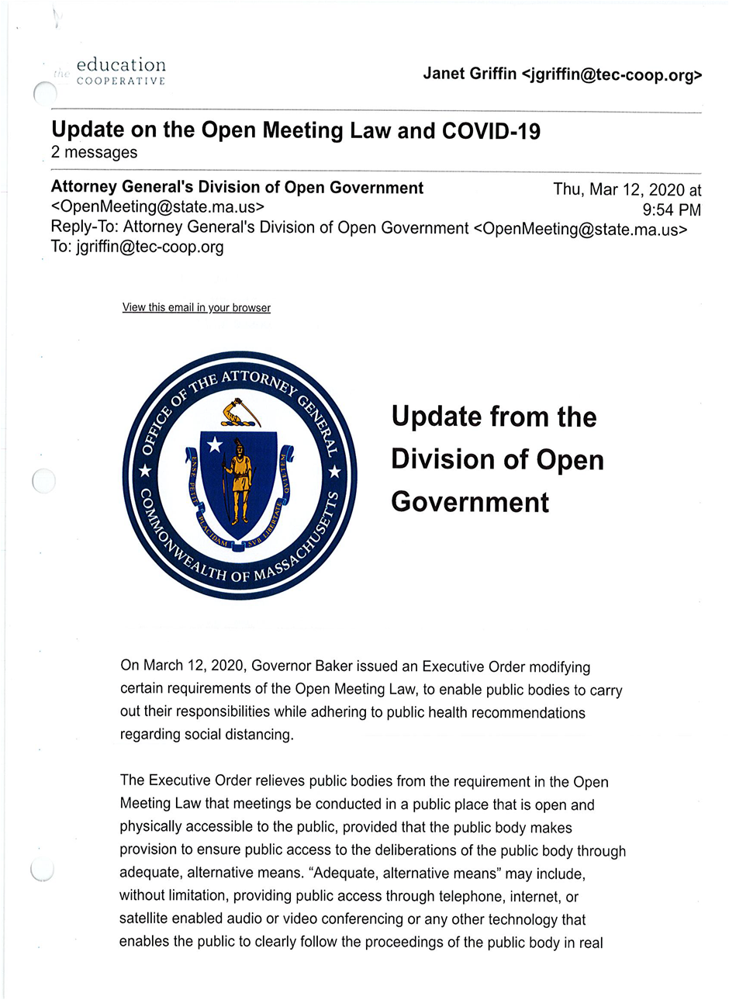 the education
COOPERATIVE
Janet Griffin <jgriffin@tec-coop.org>
Update on the Open Meeting Law and COVID-19
2 messages
Attorney General's Division of Open Government
<OpenMeeting@state.ma.us>
Thu, Mar 12, 2020 at
9:54 PM
Reply-To: Attorney General's Division of Open Government <OpenMeeting@state.ma.us>
To: jgriffin@tec-coop.org
View this email in your browser
OFFICE OF THE ATTORNEY GENERAL
COMMONWEALTH OF MASSACHUSETTS
ENSE PETIT
PLACIDAM
SVB LIBERTATE
QVIETEM
Update from the
Division of Open
Government
On March 12, 2020, Governor Baker issued an Executive Order modifying
certain requirements of the Open Meeting Law, to enable public bodies to carry
out their responsibilities while adhering to public health recommendations
regarding social distancing.
The Executive Order relieves public bodies from the requirement in the Open
Meeting Law that meetings be conducted in a public place that is open and
physically accessible to the public, provided that the public body makes
provision to ensure public access to the deliberations of the public body through
adequate, alternative means. “Adequate, alternative means” may include,
without limitation, providing public access through telephone, internet, or
satellite enabled audio or video conferencing or any other technology that
enables the public to clearly follow the proceedings of the public body in real